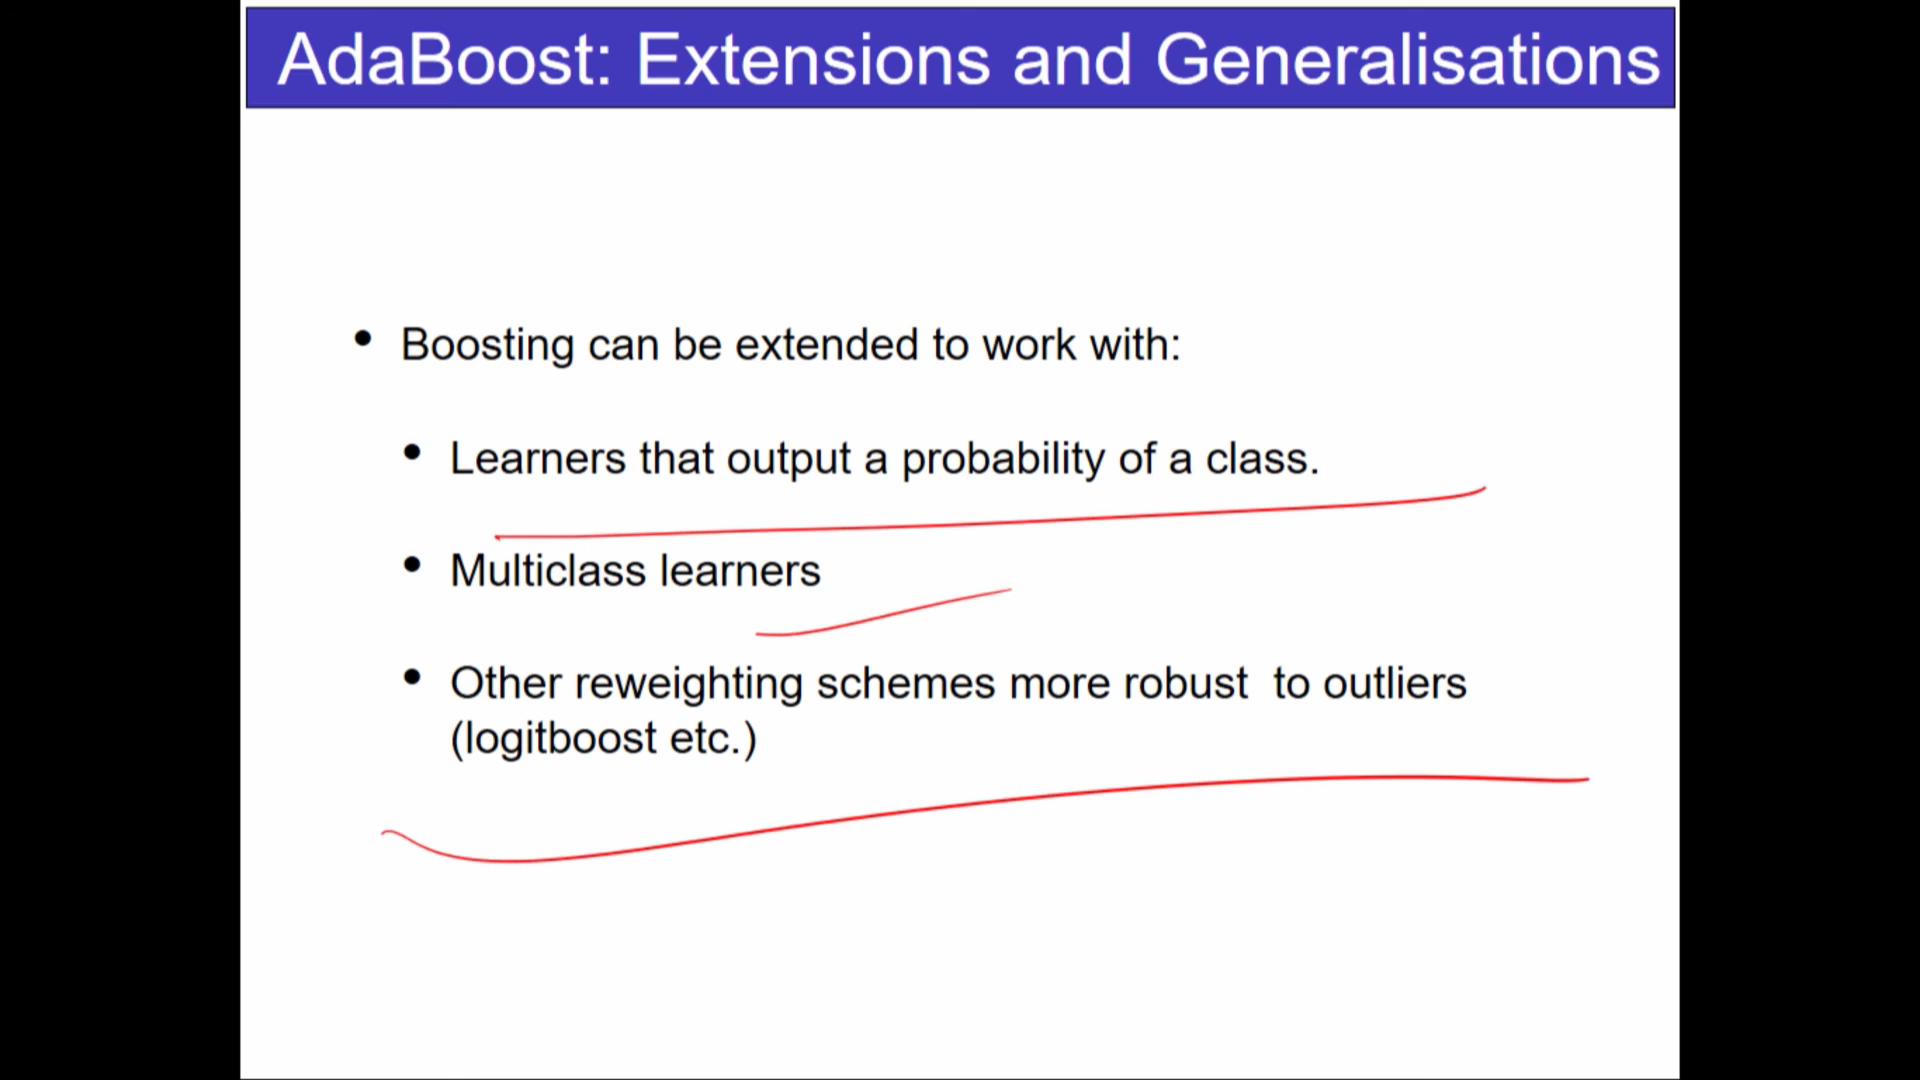 AdaBoost: Extensions and Generalisations
• Boosting can be extended to work with:
• Learners that output a probability of a class.
• Multiclass learners
• Other reweighting schemes more robust  to outliers
(logitboost etc.)